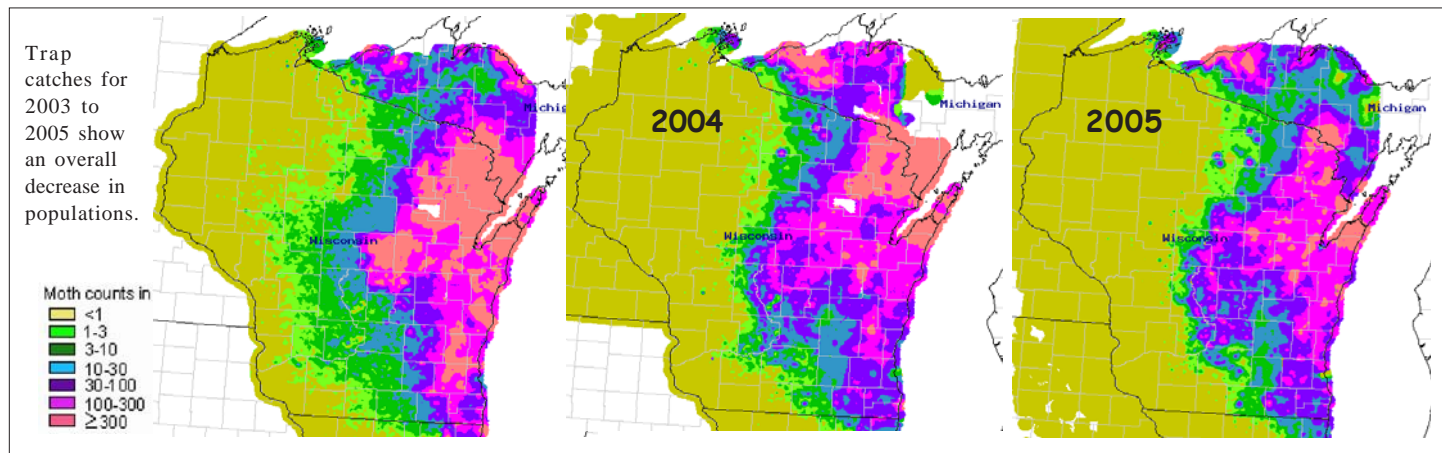 Trap
catches for
2003 to
2005 show
an overall
decrease in
populations.
Moth counts in
<1
1-3
3-10
10-30
30-100
100-300
≥300
Michigan
Wisconsin
2004
Michigan
Wisconsin
2005
Michigan
Wisconsin